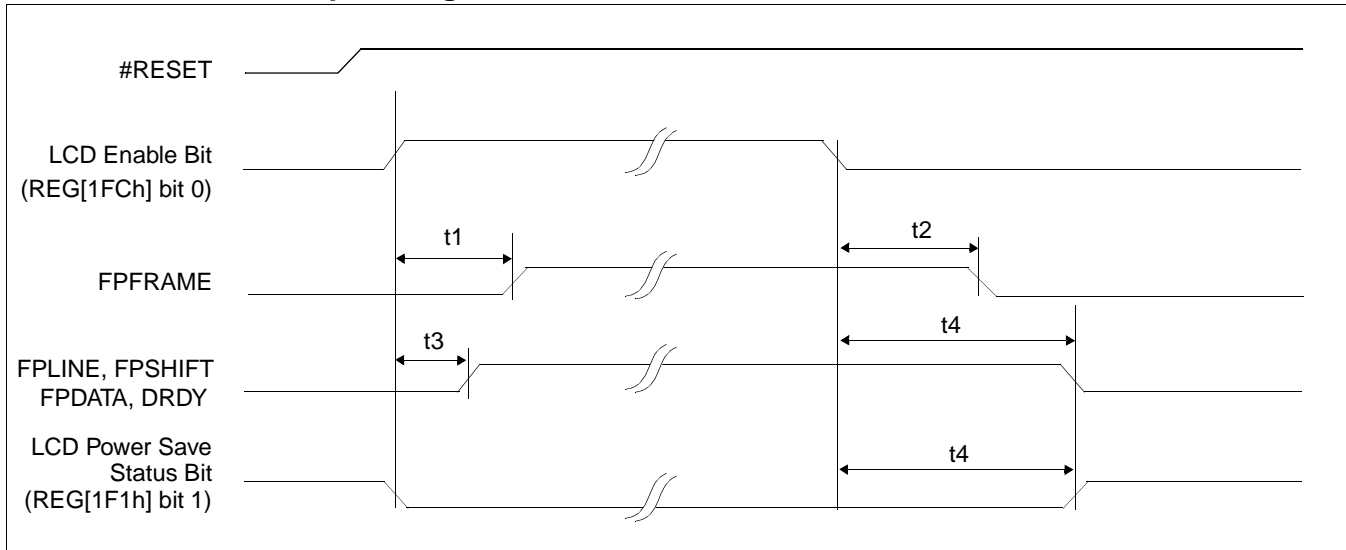 #RESET
LCD Enable Bit
(REG[1FCh] bit 0)
t1
t2
FPFRAME
t4
t3
FPLINE, FPSHIFT
FPDATA, DRDY
LCD Power Save
Status Bit
(REG[1F1h] bit 1)
t4